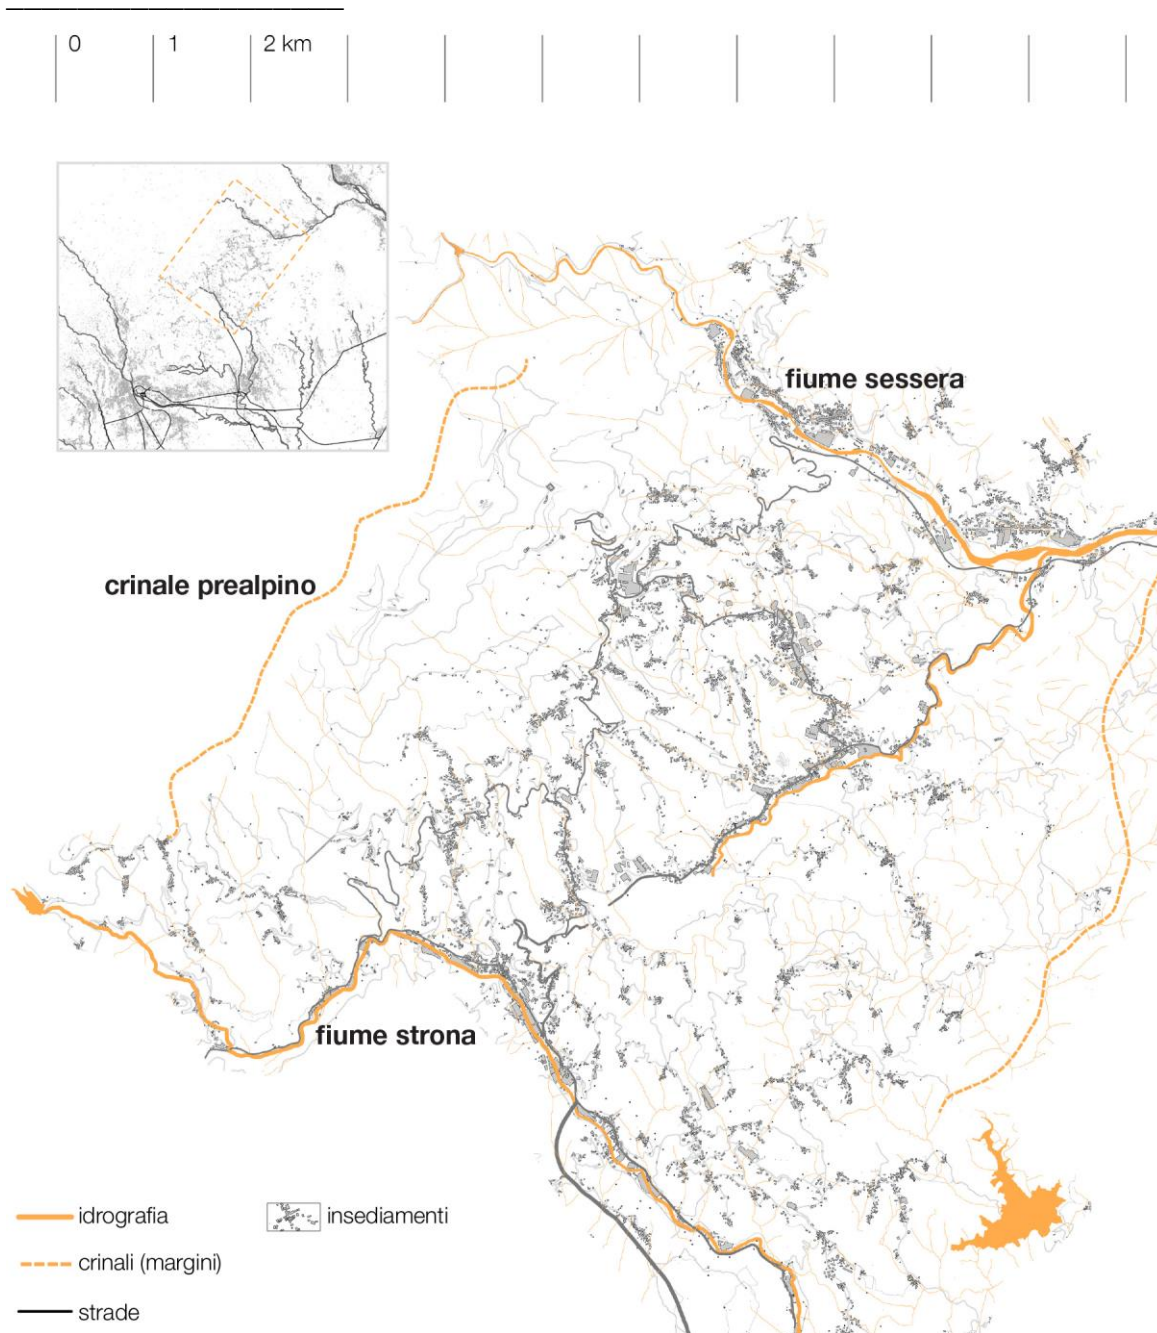 0 1 2 km
fiume sessera
crinale prealpino
fiume strona
idrografia
insediamenti
crinali (margini)
strade